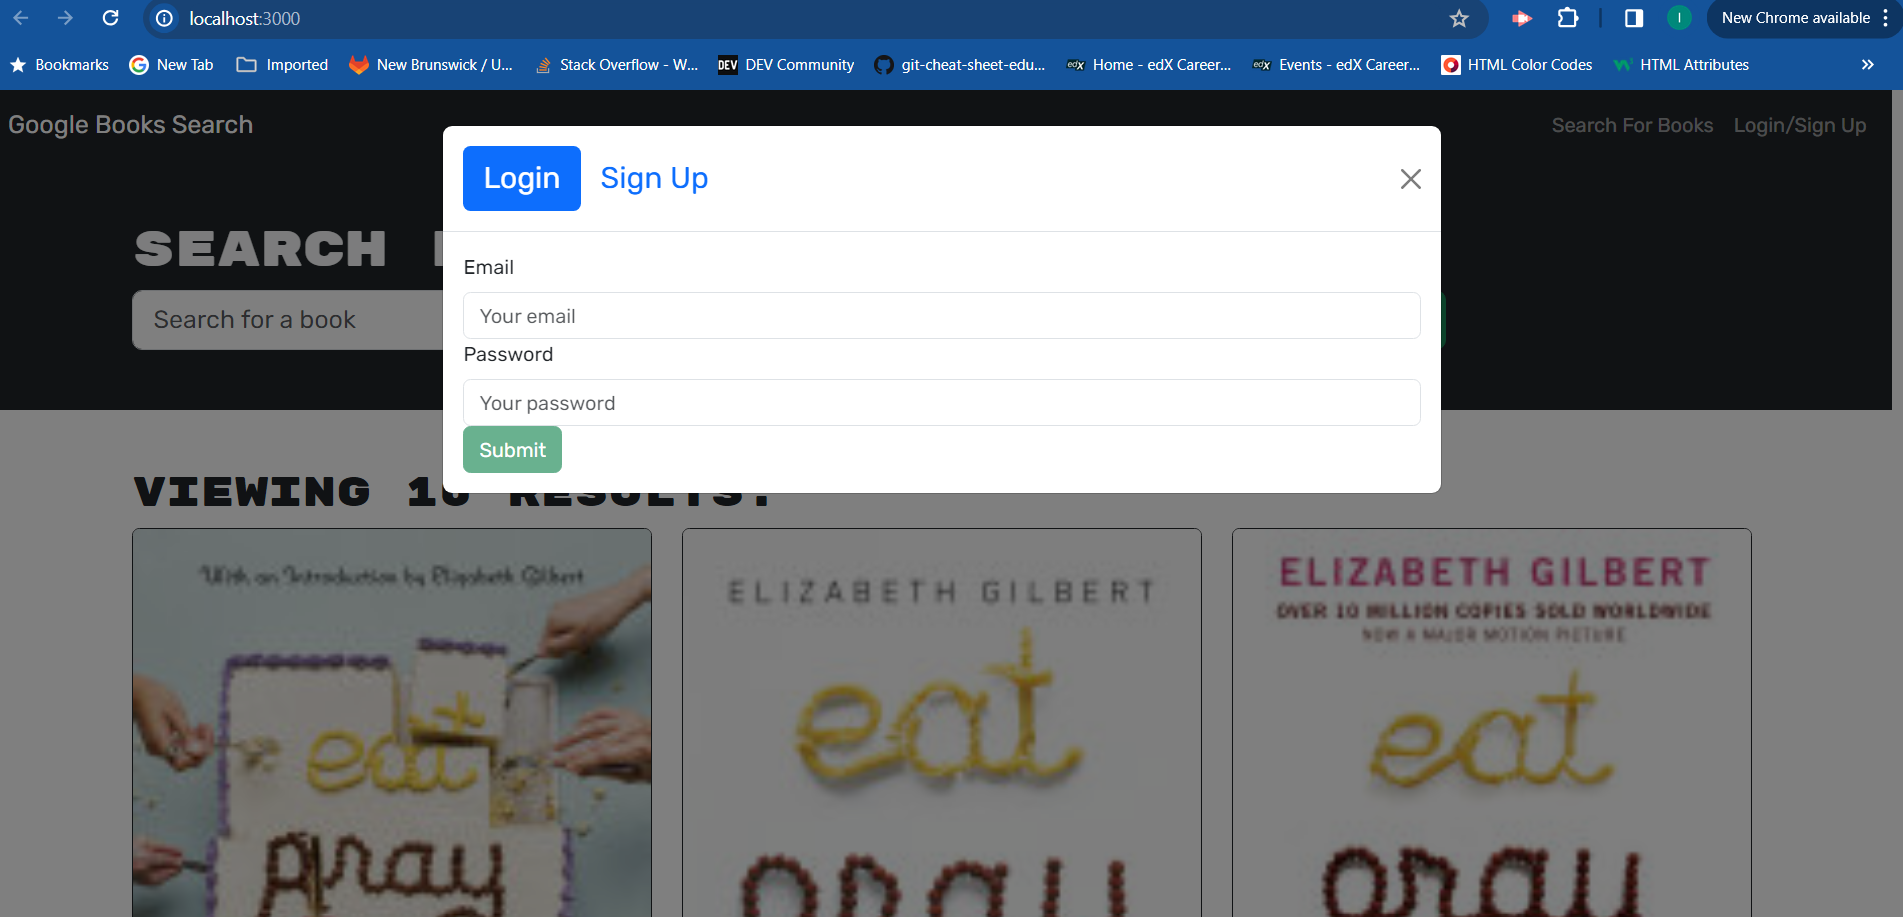 localhost:3000
New Chrome available
Bookmarks
New Tab
Imported
New Brunswick / U...
Stack Overflow - W...
DEV Community
git-cheat-sheet-edu...
Home - edX Career...
Events - edX Career...
HTML Color Codes
HTML Attributes
Google Books Search
Search For Books
Login/Sign Up
Login
Sign Up
SEARCH
Email
Search for a book
Your email
Password
Your password
Submit
VIEWING 10 RESULTS:
With an Introduction by Elizabeth Gilbert
eat
pray
ELIZABETH GILBERT
eat
pray
ELIZABETH GILBERT
OVER 10 MILLION COPIES SOLD WORLDWIDE
NOW A MAJOR MOTION PICTURE
eat
pray